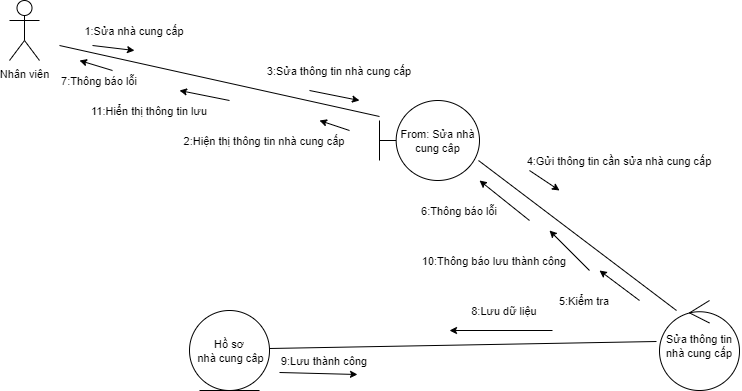 1:Sửa nhà cung cấp
Nhân viên
7:Thông báo lỗi
3:Sửa thông tin nhà cung cấp
11:Hiển thị thông tin lưu
2:Hiện thị thông tin nhà cung cấp
From: Sửa nhà
cung câp
4:Gửi thông tin cần sửa nhà cung cấp
6:Thông báo lỗi
10:Thông báo lưu thành công
5:Kiểm tra
8:Lưu dữ liệu
Hồ sơ
nhà cung câp
9:Lưu thành công
Sửa thông tin
nhà cung cấp